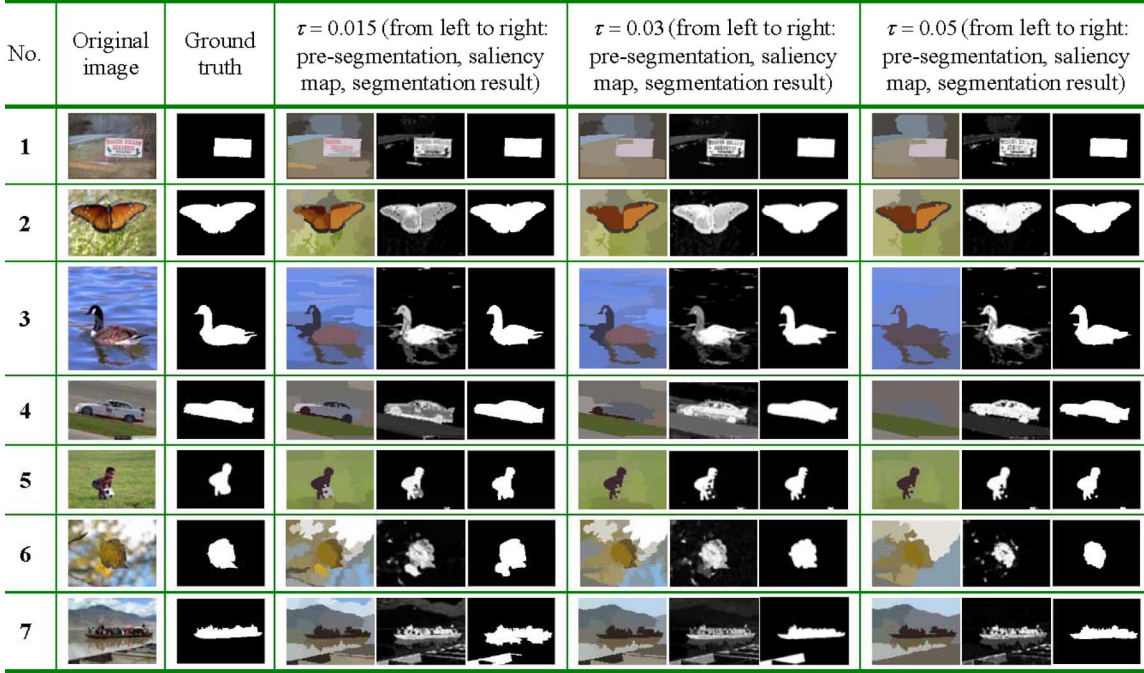 No.
Original image
Ground truth
τ = 0.015 (from left to right:
pre-segmentation, saliency
map, segmentation result)
τ = 0.03 (from left to right:
pre-segmentation, saliency
map, segmentation result)
τ = 0.05 (from left to right:
pre-segmentation, saliency
map, segmentation result)
1
2
3
4
5
6
7